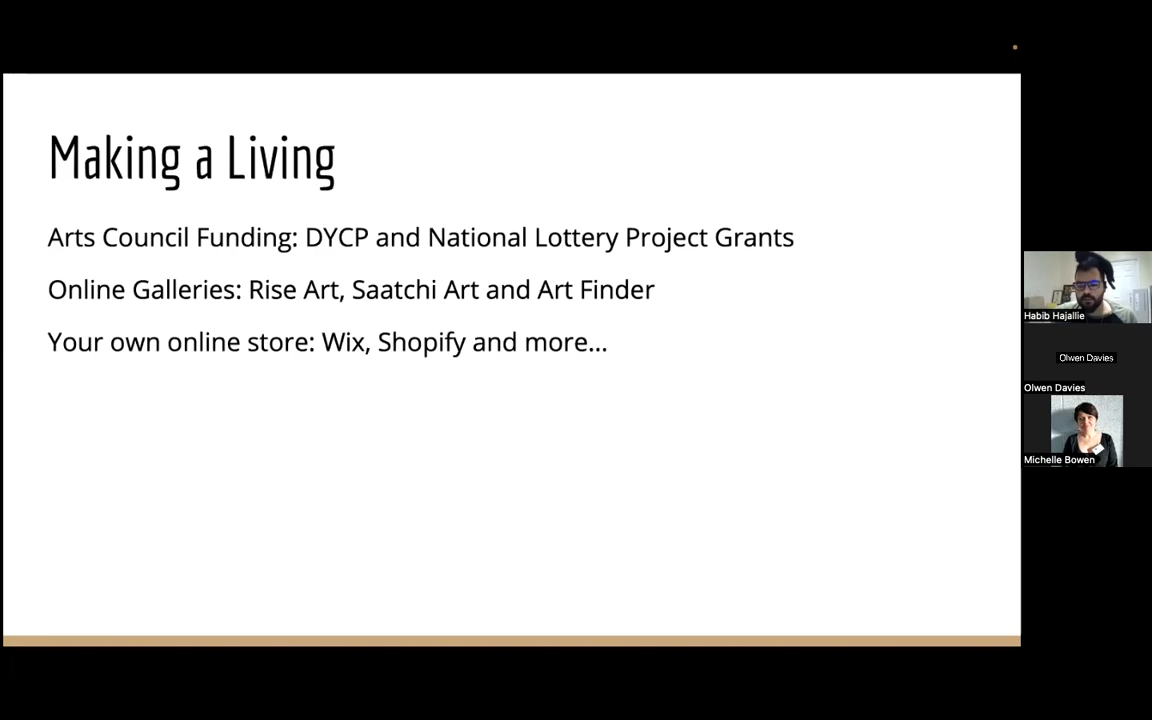 Making a Living
Arts Council Funding: DYCP and National Lottery Project Grants
Online Galleries: Rise Art, Saatchi Art and Art Finder
Your own online store: Wix, Shopify and more...
Habib Hajallie
Olwen Davies
Olwen Davies
Michelle Bowen